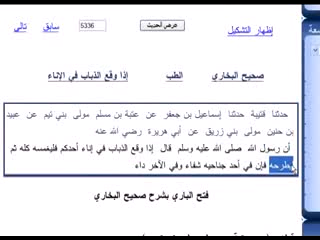 إظهار التشكيل عرض الحديث 5336 سابق تالي
صحيح البخاري الطب إذا وقع الذباب في الإناء
حدثنا قتيبة حدثنا إسماعيل بن جعفر عن عتبة بن مسلم مولى بني تيم عن عبيد
بن حنين مولى بني زريق عن أبي هريرة رضي الله عنه
أن رسول الله صلى الله عليه وسلم قال إذا وقع الذباب في إناء أحدكم فليغمسه كله ثم
ليطرحه فإن في أحد جناحيه شفاء وفي الآخر داء
فتح الباري بشرح صحيح البخاري